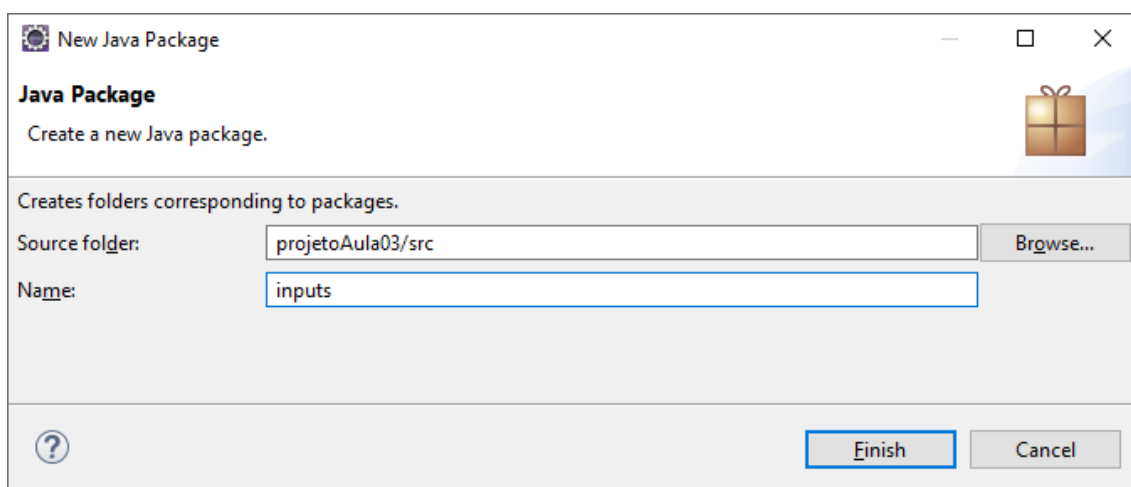 New Java Package
Java Package
Create a new Java package.
Creates folders corresponding to packages.
Source folder: projetoAula03/src Browse...
Name: inputs
? Finish Cancel